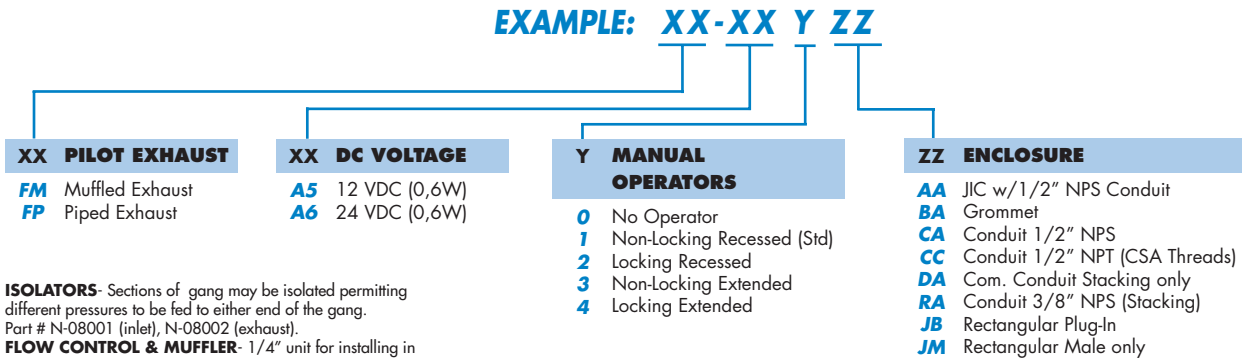 EXAMPLE: XX-XX Y ZZ
XX PILOT EXHAUST
FM Muffled Exhaust
FP Piped Exhaust
XX DC VOLTAGE
A5 12 VDC (0,6W)
A6 24 VDC (0,6W)
Y MANUAL
OPERATORS
0 No Operator
1 Non-Locking Recessed (Std)
2 Locking Recessed
3 Non-Locking Extended
4 Locking Extended
ZZ ENCLOSURE
AA JIC w/1/2” NPS Conduit
BA Grommet
CA Conduit 1/2” NPS
CC Conduit 1/2” NPT (CSA Threads)
DA Com. Conduit Stacking only
RA Conduit 3/8” NPS (Stacking)
JB Rectangular Plug-In
JM Rectangular Male only
ISOLATORS- Sections of gang may be isolated permitting
different pressures to be fed to either end of the gang.
Part # N-08001 (inlet), N-08002 (exhaust).
FLOW CONTROL & MUFFLER- 1/4” unit for installing in